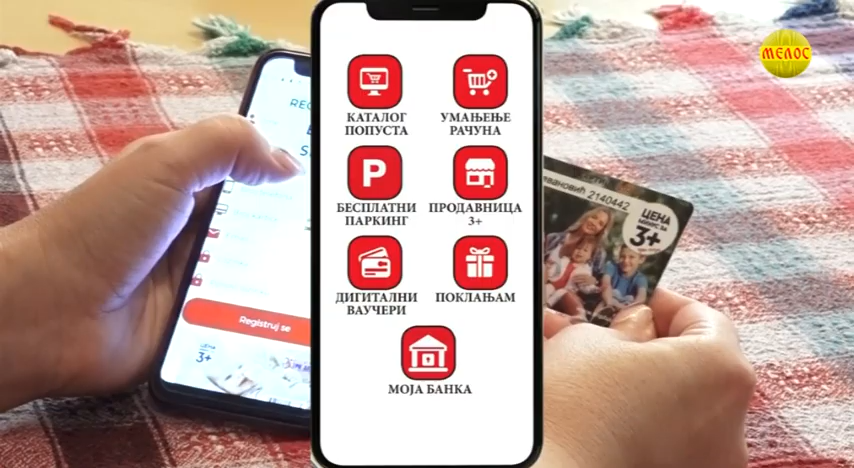 МЕЛОС
КАТАЛОГ
ПОПУСТА
УМАЊЕЊЕ
РАЧУНА
БЕСПЛАТНИ
ПАРКИНГ
P
ПРОДАВНИЦА
3+
ДИГИТАЛНИ
ВАУЧЕРИ
ПОКЛАЊАМ
МОЈА БАНКА
Registruj se
ЦЕНА
3+
2140442
ЦЕНА
3+